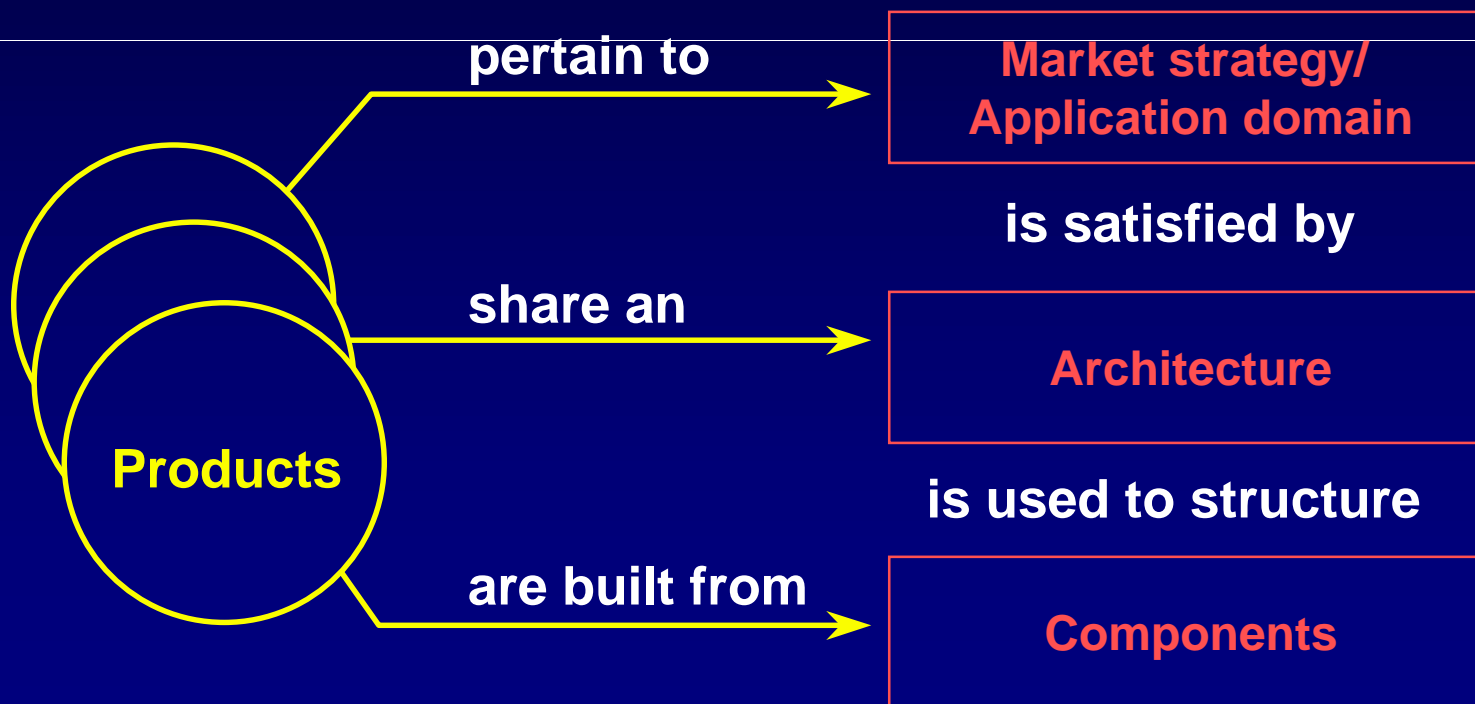 pertain to
Market strategy/
Application domain
is satisfied by
share an
Architecture
Products
is used to structure
are built from
Components